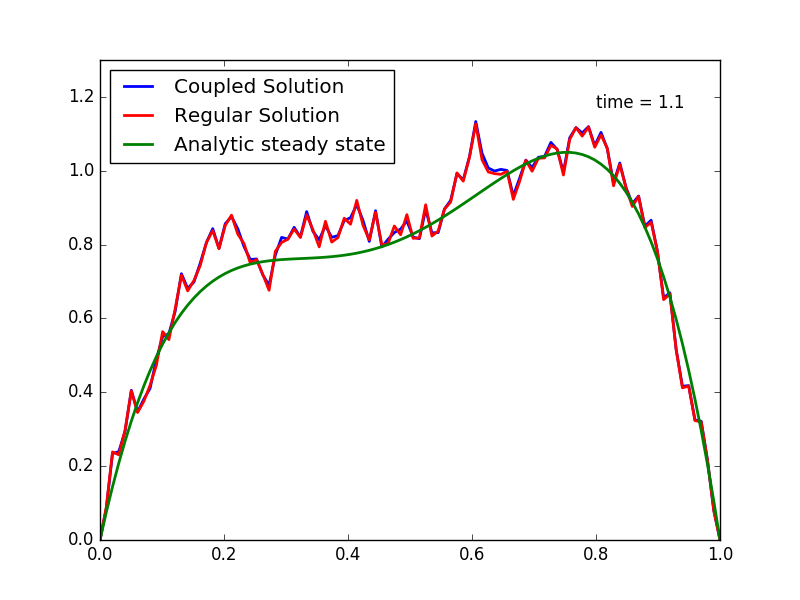 Coupled Solution
Regular Solution
Analytic steady state
time = 1.1
1.2
1.0
0.8
0.6
0.4
0.2
0.0
0.0 0.2 0.4 0.6 0.8 1.0